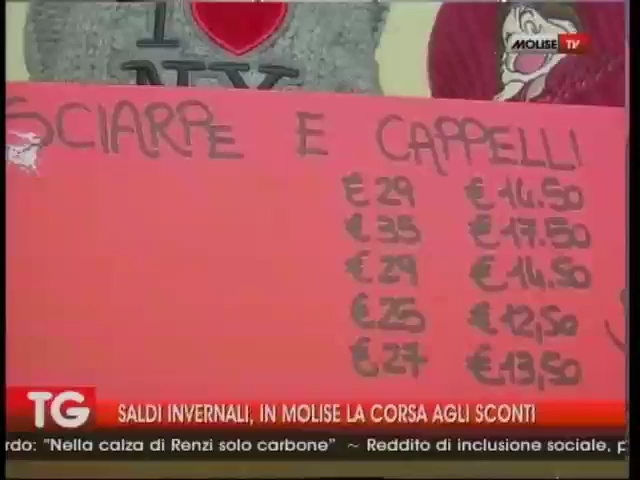 I ❤ NY
MOLISE TV
SCIARPE E CAPPELLI
€29 €14.50
€35 €17.50
€29 €14.50
€25 €12,50
€27 €13,50
TG SALDI INVERNALI, IN MOLISE LA CORSA AGLI SCONTI
rdo: "Nella calza di Renzi solo carbone" ~ Reddito di inclusione sociale, p